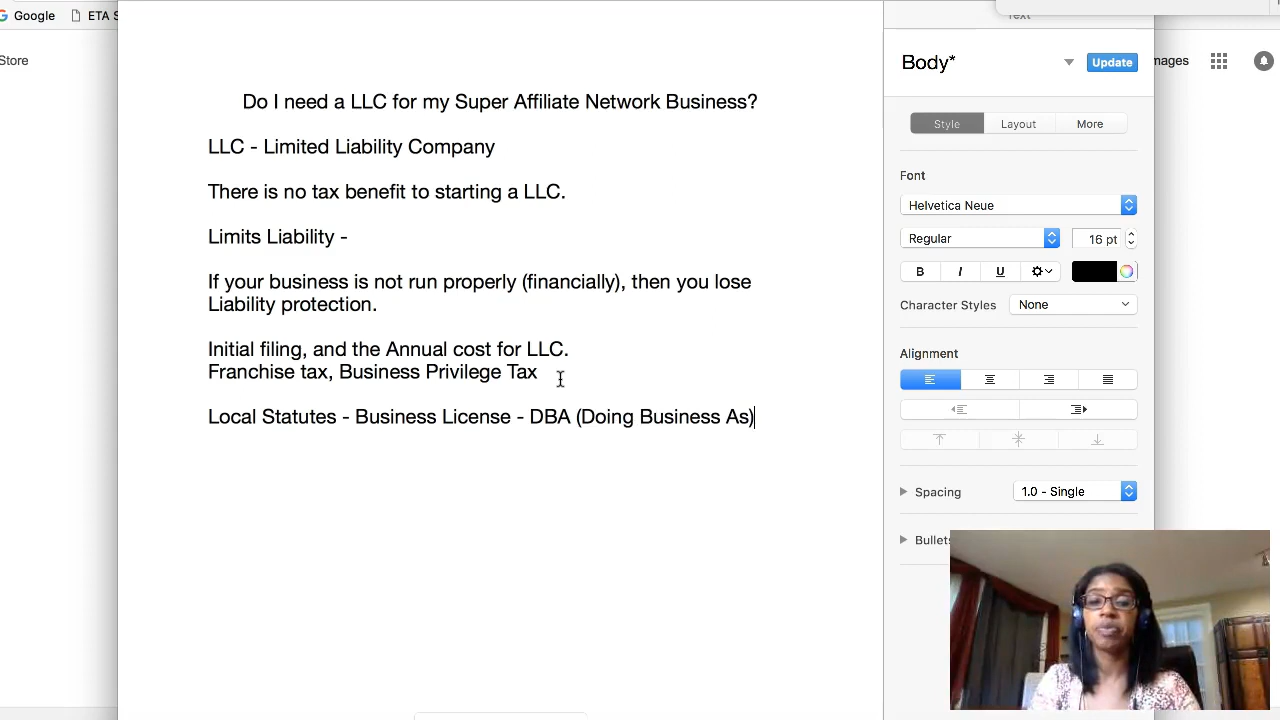 Google
ETA S
Text
Store
Body*
Update
mages
Do I need a LLC for my Super Affiliate Network Business?
Style
Layout
More
LLC - Limited Liability Company
Font
There is no tax benefit to starting a LLC.
Helvetica Neue
Limits Liability -
Regular
16 pt
B
I
U
If your business is not run properly (financially), then you lose
Liability protection.
Character Styles
None
Initial filing, and the Annual cost for LLC.
Franchise tax, Business Privilege Tax
Alignment
Local Statutes - Business License - DBA (Doing Business As)
Spacing
1.0 - Single
Bullets